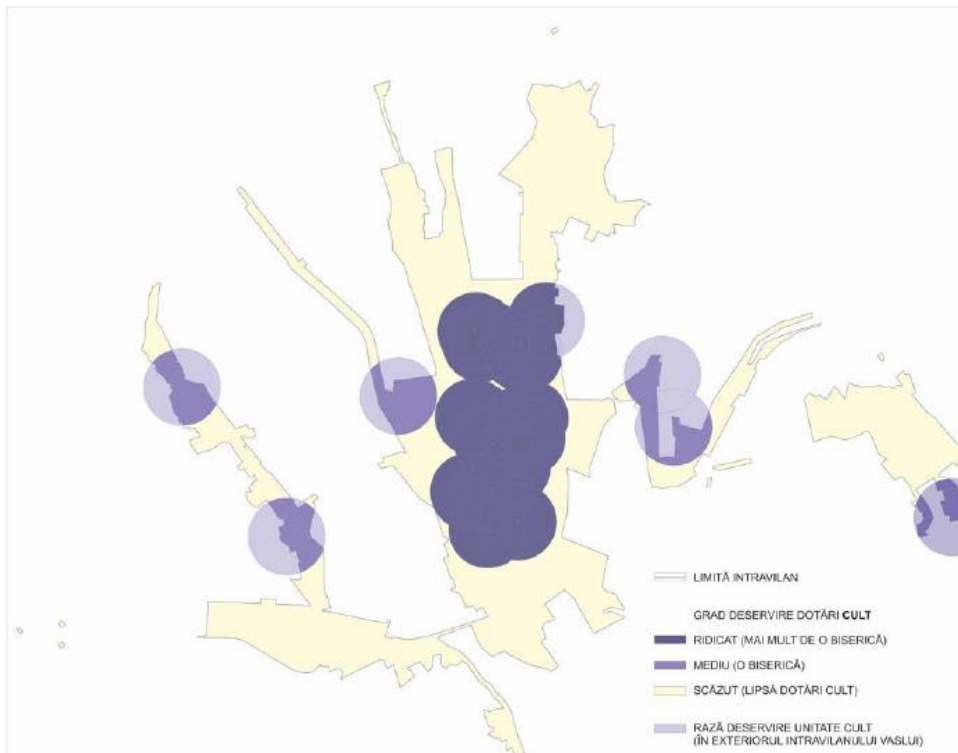 LIMITĂ INTRAVILAN
GRAD DESERVIRE DOTĂRI CULT
RIDICAT (MAI MULT DE O BISERICĂ)
MEDIU (O BISERICĂ)
SCĂZUT (LIPSĂ DOTĂRI CULT)
RAZĂ DESERVIRE UNITATE CULT
(ÎN EXTERIORUL INTRAVILANULUI VASLUI)